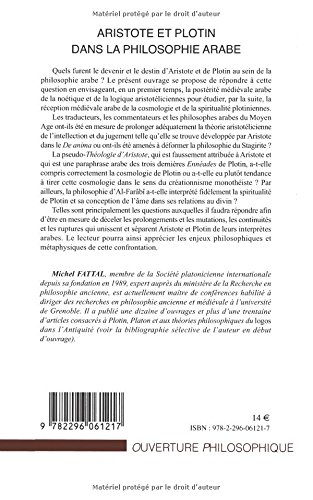 Matériel protégé par le droit d'auteur
ARISTOTE ET PLOTIN
DANS LA PHILOSOPHIE ARABE
Quels furent le devenir et le destin d'Aristote et de Plotin au sein de la
philosophie arabe ? Le présent ouvrage se propose de répondre à cette
question en envisageant, en un premier temps, la postérité médiévale arabe
de la noétique et de la logique aristotéliciennes pour étudier, par la suite, la
réception médiévale arabe de la cosmologie et de la spiritualité plotiniennes.
Les traducteurs, les commentateurs et les philosophes arabes du Moyen
Age ont-ils été en mesure de prolonger adéquatement la théorie aristotélicienne
de l'intellection et du jugement telle qu'elle se trouve développée par Aristote
dans le De anima ou ont-ils été amenés à déformer la philosophie du Stagirite ?
La pseudo-Théologie d'Aristote, qui est faussement attribuée à Aristote et
qui est une paraphrase arabe des trois dernières Ennéades de Plotin, a-t-elle
compris correctement la cosmologie de Plotin ou a-t-elle eu plutôt tendance
à tirer cette cosmologie dans le sens du créationnisme monothéiste ? Par
ailleurs, la philosophie d'Al-Farâbî a-t-elle interprété fidèlement la spiritualité
de Plotin et sa conception de l'âme dans ses relations au divin ?
Telles sont principalement les questions auxquelles il faudra répondre afin
d'être en mesure de déceler les prolongements et les mutations, les continuités
et les ruptures qui unissent et séparent Aristote et Plotin de leurs interprètes
arabes. Le lecteur pourra ainsi apprécier les enjeux philosophiques et
métaphysiques de cette confrontation.
Michel FATTAL, membre de la Société platonicienne internationale
depuis sa fondation en 1989, expert auprès du ministère de la Recherche en
philosophie ancienne, est actuellement maître de conférences habilité à
diriger des recherches en philosophie ancienne et médiévale à l'université
de Grenoble. Il a publié une dizaine d'ouvrages et plus d'une trentaine
d'articles consacrés à Plotin, Platon et aux théories philosophiques du logos
dans l'Antiquité (voir la bibliographie sélective de l'auteur en début
d'ouvrage).
9 782296 061217
14 €
ISBN : 978-2-296-06121-7
OUVERTURE PHILOSOPHIQUE
Matériel protégé par le droit d'auteur